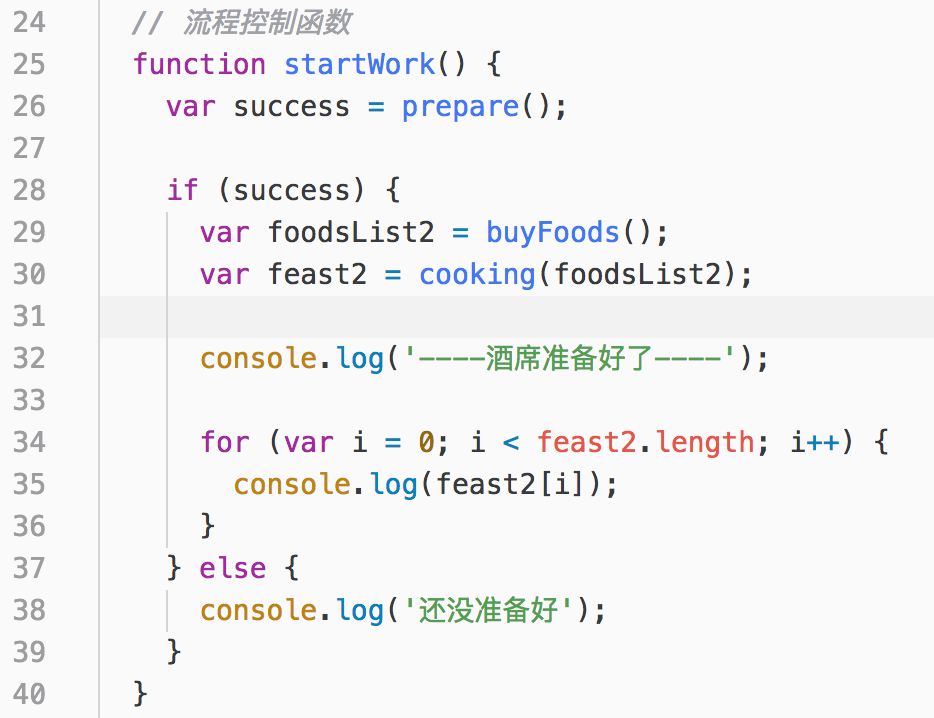 24 // 流程控制函数
25 function startWork() {
26 var success = prepare();
27
28 if (success) {
29 var foodsList2 = buyFoods();
30 var feast2 = cooking(foodsList2);
31
32 console.log('----酒席准备好了----');
33
34 for (var i = 0; i < feast2.length; i++) {
35 console.log(feast2[i]);
36 }
37 } else {
38 console.log('还没准备好');
39 }
40 }